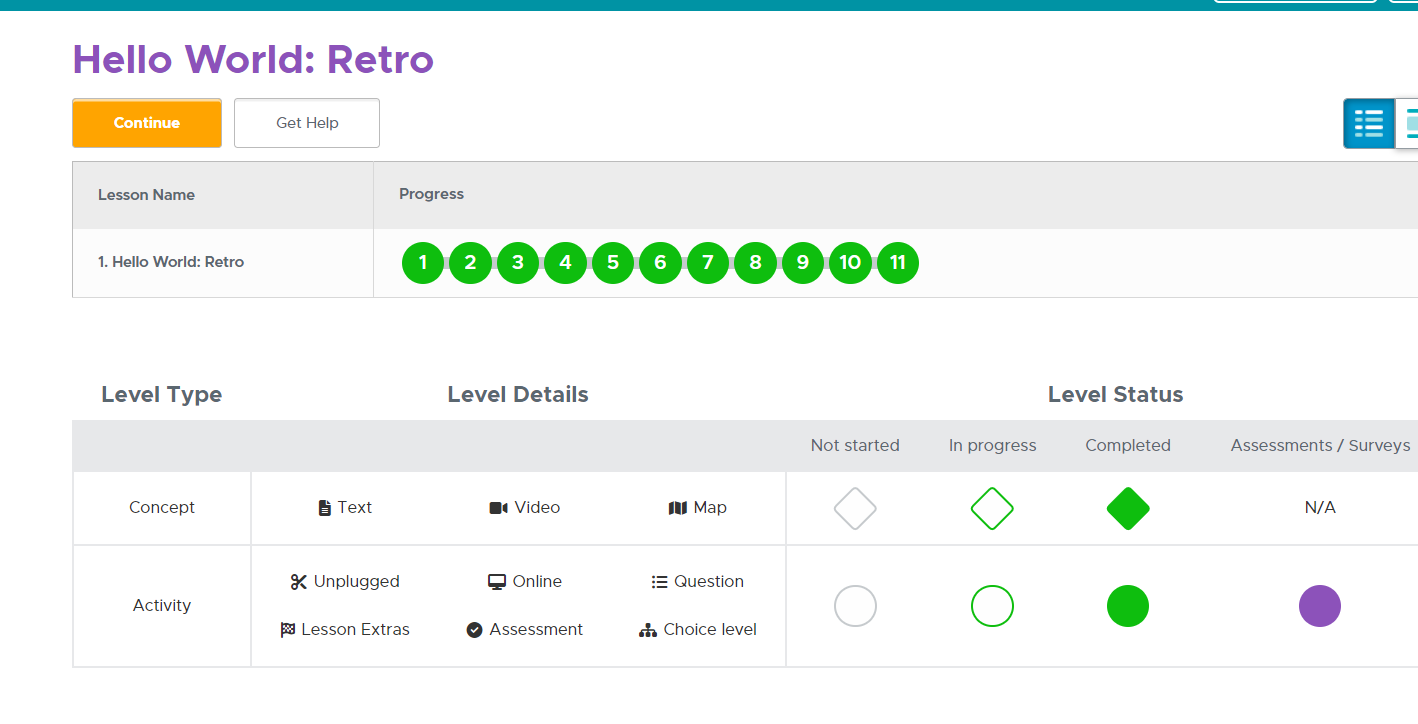 Hello World: Retro
Continue Get Help
Lesson Name Progress
1. Hello World: Retro 1 2 3 4 5 6 7 8 9 10 11
Level Type Level Details Level Status
Not started In progress Completed Assessments / Surveys
Concept Text Video Map N/A
Unplugged Online Question
Activity
Lesson Extras Assessment Choice level